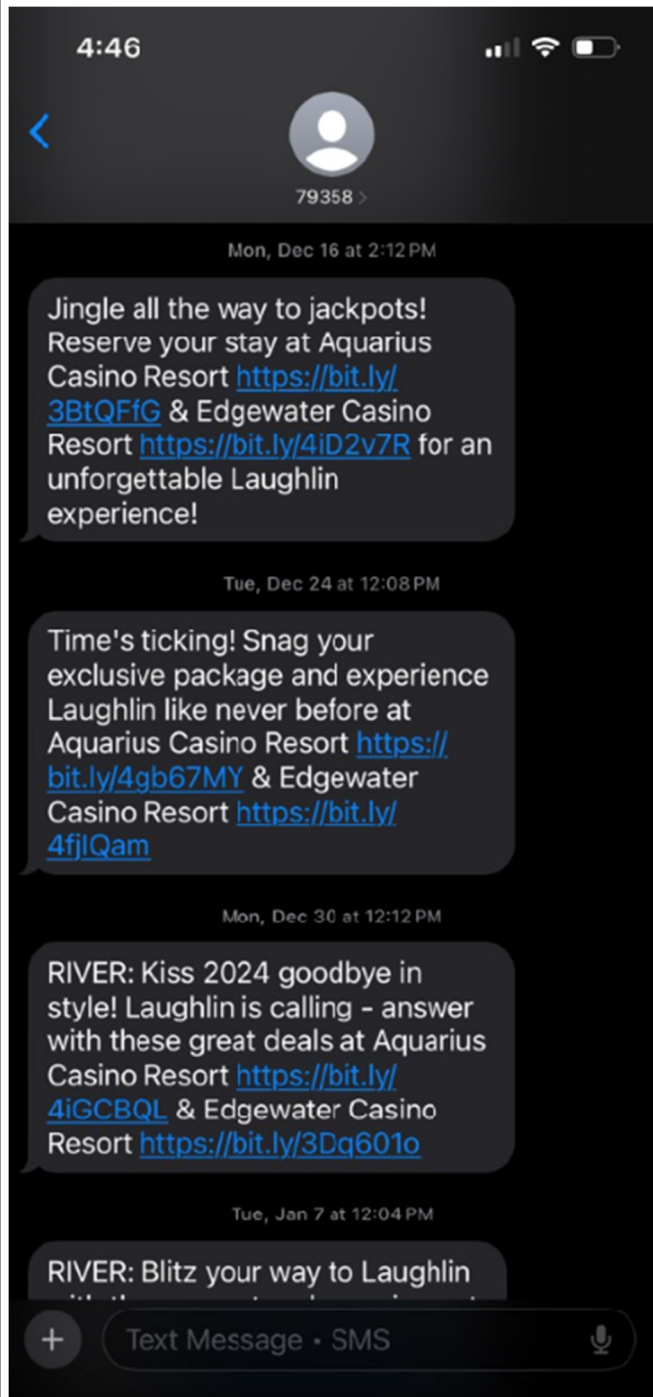 4:46
79358 >
Mon, Dec 16 at 2:12 PM
Jingle all the way to jackpots!
Reserve your stay at Aquarius
Casino Resort https://bit.ly/
3BtQFfG & Edgewater Casino
Resort https://bit.ly/4iD2v7R for an
unforgettable Laughlin
experience!
Tue, Dec 24 at 12:08 PM
Time's ticking! Snag your
exclusive package and experience
Laughlin like never before at
Aquarius Casino Resort https://
bit.ly/4gb67MY & Edgewater
Casino Resort https://bit.ly/
4fjIQam
Mon, Dec 30 at 12:12 PM
RIVER: Kiss 2024 goodbye in
style! Laughlin is calling – answer
with these great deals at Aquarius
Casino Resort https://bit.ly/
4iGCBQL & Edgewater Casino
Resort https://bit.ly/3Dq601o
Tue, Jan 7 at 12:04 PM
RIVER: Blitz your way to Laughlin
Text Message • SMS